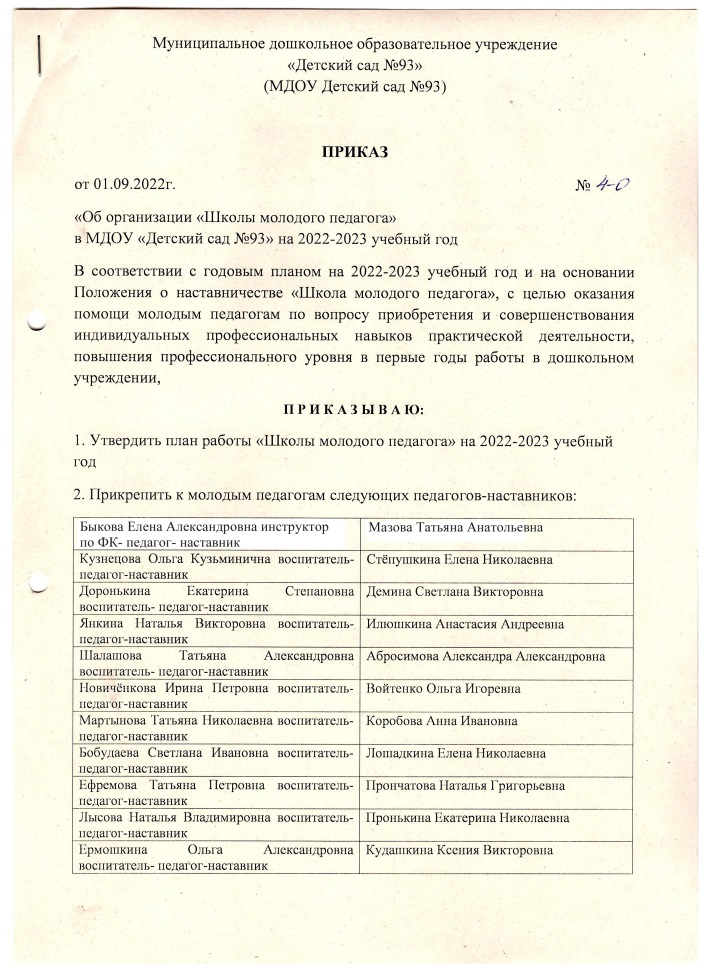 Муниципальное дошкольное образовательное учреждение
«Детский сад №93»
(МДОУ Детский сад №93)
ПРИКАЗ
от 01.09.2022г. № 4-О
«Об организации «Школы молодого педагога»
в МДОУ «Детский сад №93» на 2022-2023 учебный год
В соответствии с годовым планом на 2022-2023 учебный год и на основании
Положения о наставничестве «Школа молодого педагога», с целью оказания
помощи молодым педагогам по вопросу приобретения и совершенствования
индивидуальных профессиональных навыков практической деятельности,
повышения профессионального уровня в первые годы работы в дошкольном
учреждении,
П Р И К А З Ы В А Ю:
1. Утвердить план работы «Школы молодого педагога» на 2022-2023 учебный
год
2. Прикрепить к молодым педагогам следующих педагогов-наставников:
Быкова Елена Александровна инструктор Мазова Татьяна Анатольевна
по ФК- педагог- наставник
Кузнецова Ольга Кузьминична воспитатель- Стёпушкина Елена Николаевна
педагог-наставник
Доронькина Екатерина Степановна Демина Светлана Викторовна
воспитатель- педагог-наставник
Янкина Наталья Викторовна воспитатель- Илюшкина Анастасия Андреевна
педагог-наставник
Шалашова Татьяна Александровна Абросимова Александра Александровна
воспитатель- педагог-наставник
Новичёнкова Ирина Петровна воспитатель- Войтенко Ольга Игоревна
педагог-наставник
Мартынова Татьяна Николаевна воспитатель- Коробова Анна Ивановна
педагог-наставник
Бобудаева Светлана Ивановна воспитатель- Лошадкина Елена Николаевна
педагог-наставник
Ефремова Татьяна Петровна воспитатель- Прончатова Наталья Григорьевна
педагог-наставник
Лысова Наталья Владимировна воспитатель- Пронькина Екатерина Николаевна
педагог-наставник
Ермошкина Ольга Александровна Кудашкина Ксения Викторовна
воспитатель- педагог-наставник